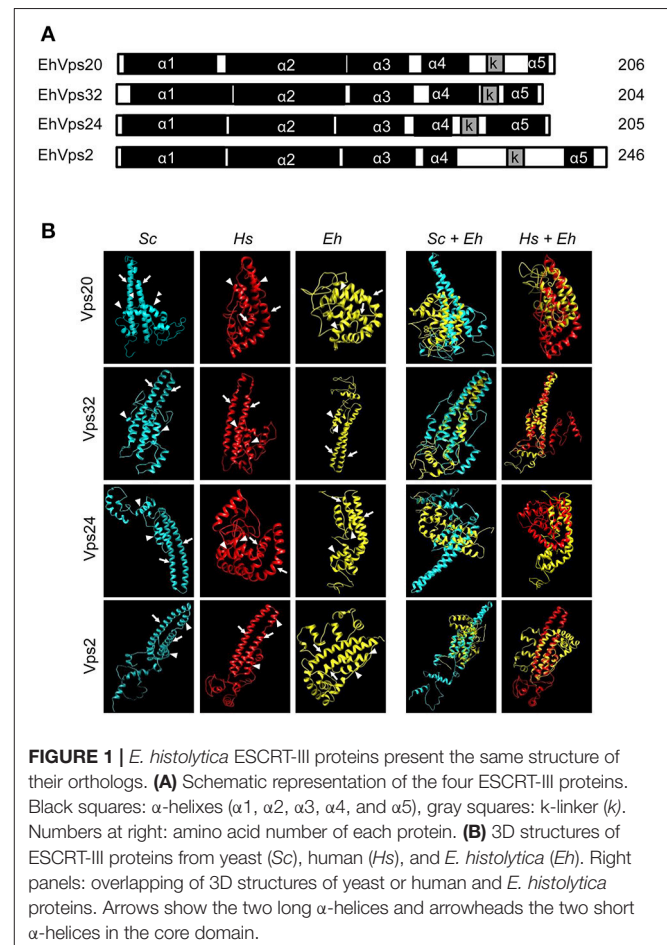 A
EhVps20 α1 α2 α3 α4 k α5 206
EhVps32 α1 α2 α3 α4 k α5 204
EhVps24 α1 α2 α3 α4 k α5 205
EhVps2 α1 α2 α3 α4 k α5 246
B
Sc Hs Eh Sc + Eh Hs + Eh
Vps20
Vps32
Vps24
Vps2
FIGURE 1 | E. histolytica ESCRT-III proteins present the same structure of
their orthologs. (A) Schematic representation of the four ESCRT-III proteins.
Black squares: α-helixes (α1, α2, α3, α4, and α5), gray squares: k-linker (k).
Numbers at right: amino acid number of each protein. (B) 3D structures of
ESCRT-III proteins from yeast (Sc), human (Hs), and E. histolytica (Eh). Right
panels: overlapping of 3D structures of yeast or human and E. histolytica
proteins. Arrows show the two long α-helices and arrowheads the two short
α-helices in the core domain.